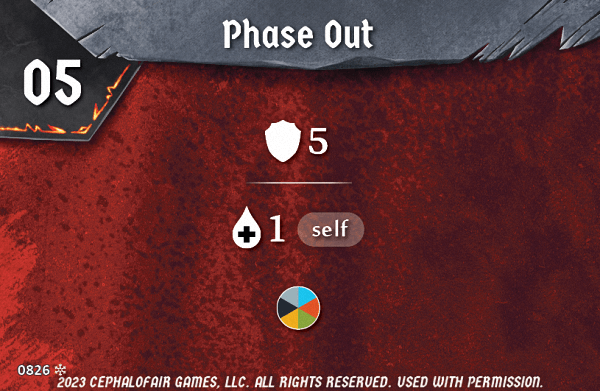 Phase Out
05
5
1 self
0826
2023 CEPHALOFAIR GAMES, LLC. ALL RIGHTS RESERVED. USED WITH PERMISSION.